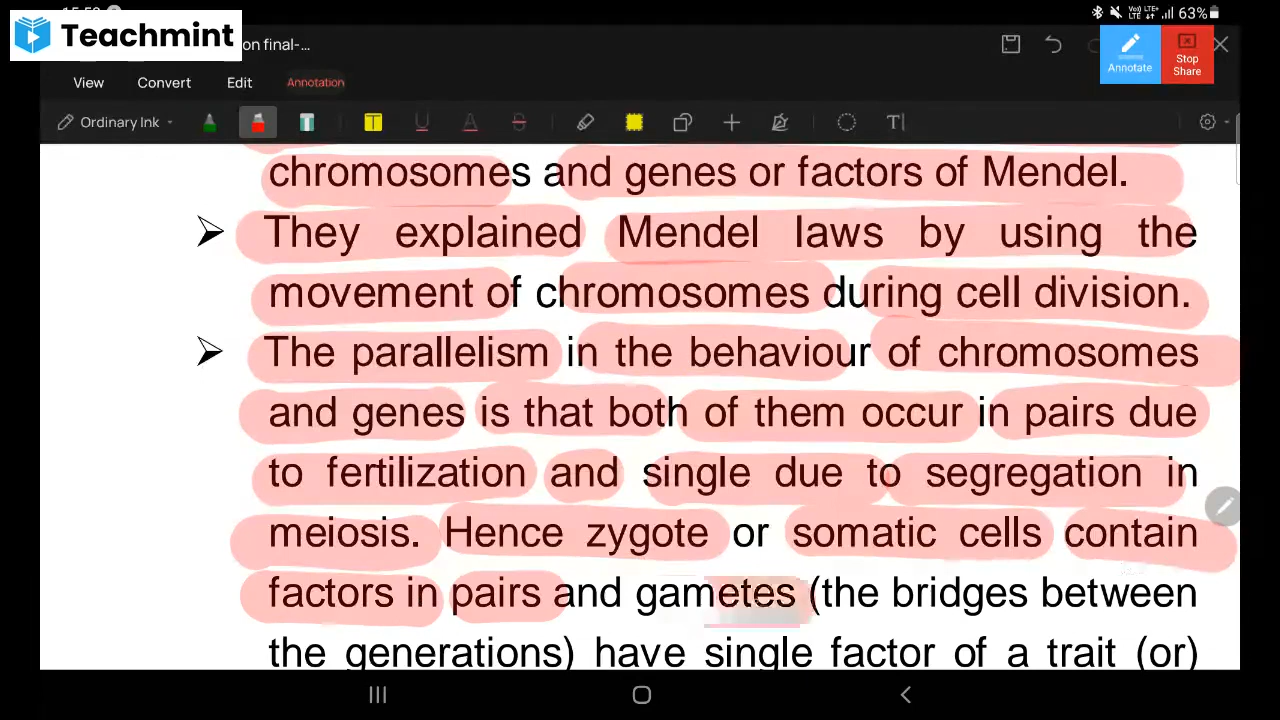 63%
Teachmint
on final-...
Annotate
Stop
Share
View Convert Edit Annotation
Ordinary Ink
chromosomes and genes or factors of Mendel.
➢ They explained Mendel laws by using the
movement of chromosomes during cell division.
➢ The parallelism in the behaviour of chromosomes
and genes is that both of them occur in pairs due
to fertilization and single due to segregation in
meiosis. Hence zygote or somatic cells contain
factors in pairs and gametes (the bridges between
the generations) have single factor of a trait (or)